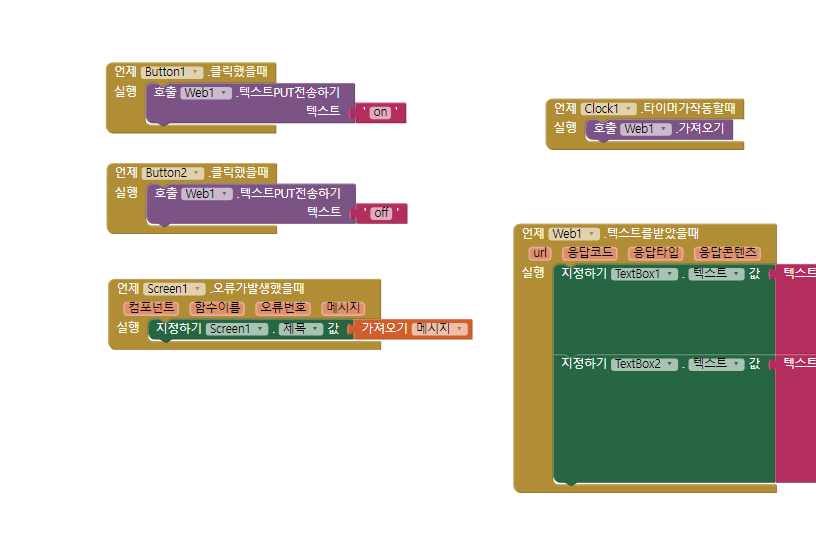 언제 Button1 .클릭했을때
실행 호출 Web1 .텍스트PUT전송하기
텍스트 ' on '
언제 Button2 .클릭했을때
실행 호출 Web1 .텍스트PUT전송하기
텍스트 ' off '
언제 Screen1 .오류가발생했을때
컴포넌트 함수이름 오류번호 메시지
실행 지정하기 Screen1 . 제목 값 가져오기 메시지
언제 Clock1 .타이머가작동할때
실행 호출 Web1 .가져오기
언제 Web1 .텍스트를받았을때
url 응답코드 응답타입 응답콘텐츠
실행 지정하기 TextBox1 . 텍스트 값 텍스트
지정하기 TextBox2 . 텍스트 값 텍스트